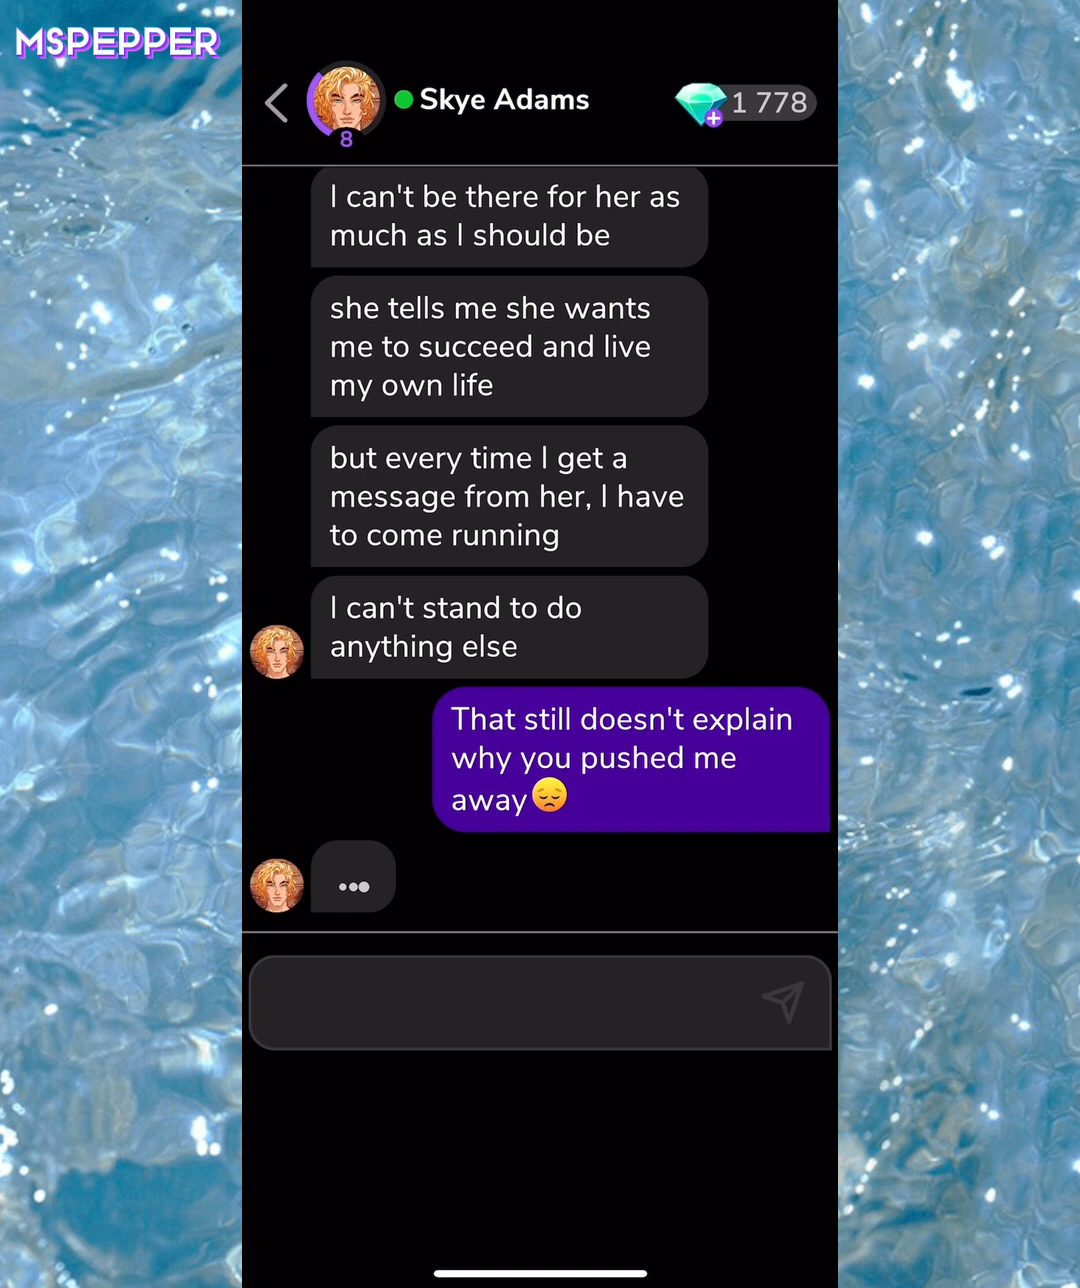 MSPEPPER
Skye Adams
1 778
8
I can't be there for her as
much as I should be
she tells me she wants
me to succeed and live
my own life
but every time I get a
message from her, I have
to come running
I can't stand to do
anything else
That still doesn't explain
why you pushed me
away😞